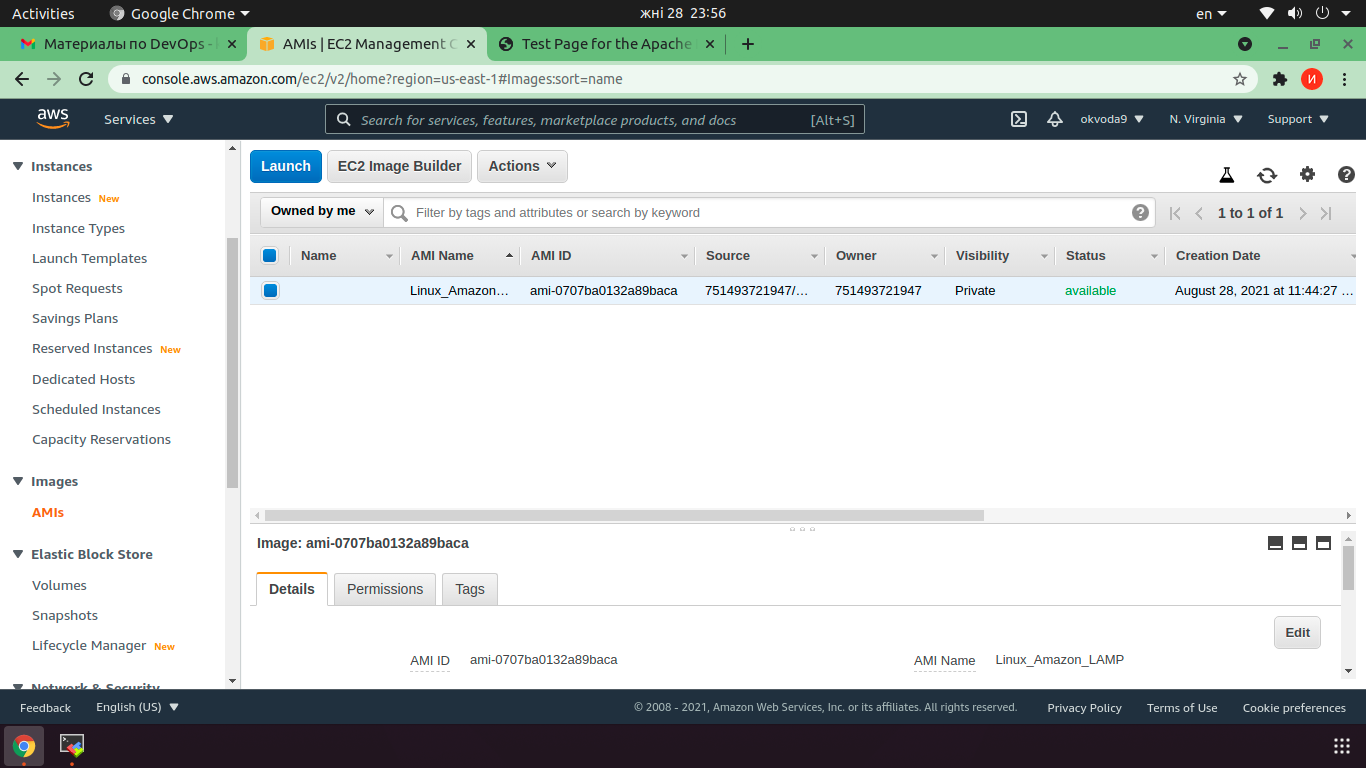 Activities
Google Chrome
жні 28 23:56
en
Материалы по DevOps -
AMIs | EC2 Management C
Test Page for the Apache
console.aws.amazon.com/ec2/v2/home?region=us-east-1#Images:sort=name
И
aws
Services
Search for services, features, marketplace products, and docs
[Alt+S]
okvoda9
N. Virginia
Support
Instances
Instances New
Instance Types
Launch Templates
Spot Requests
Savings Plans
Reserved Instances New
Dedicated Hosts
Scheduled Instances
Capacity Reservations
Images
AMIs
Elastic Block Store
Volumes
Snapshots
Lifecycle Manager New
Network & Security
Launch
EC2 Image Builder
Actions
Owned by me
Filter by tags and attributes or search by keyword
1 to 1 of 1
Name AMI Name AMI ID Source Owner Visibility Status Creation Date
Linux_Amazon... ami-0707ba0132a89baca 751493721947/... 751493721947 Private available August 28, 2021 at 11:44:27 ...
Image: ami-0707ba0132a89baca
Details
Permissions
Tags
Edit
AMI ID ami-0707ba0132a89baca
AMI Name Linux_Amazon_LAMP
Feedback
English (US)
© 2008 - 2021, Amazon Web Services, Inc. or its affiliates. All rights reserved.
Privacy Policy
Terms of Use
Cookie preferences